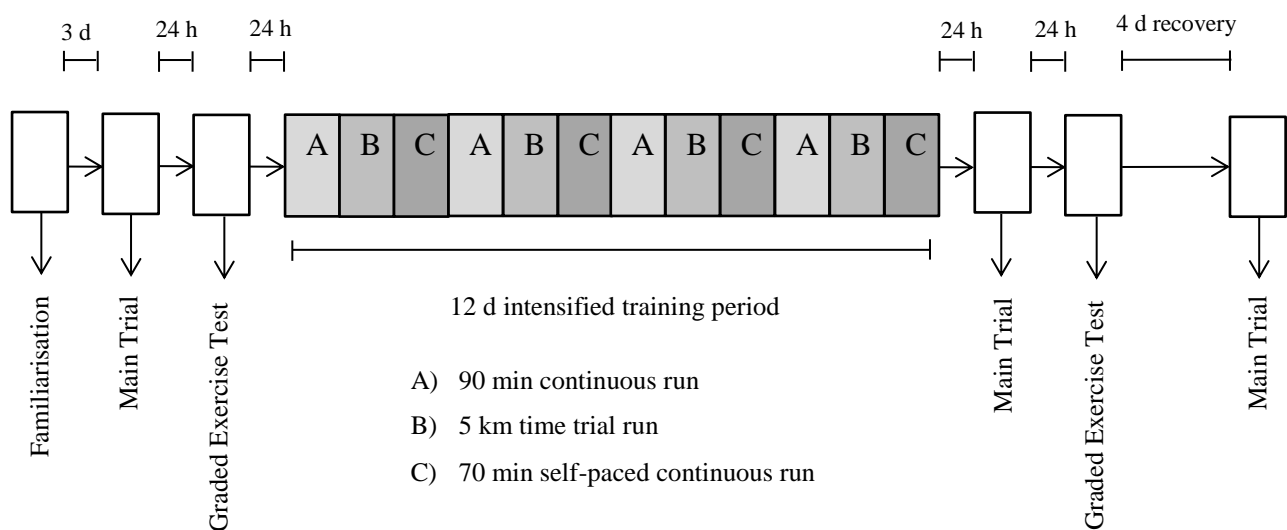 3 d
24 h
24 h
24 h
24 h
4 d recovery
A B C A B C A B C A B C
12 d intensified training period
A) 90 min continuous run
B) 5 km time trial run
C) 70 min self-paced continuous run
Familiarisation
Main Trial
Graded Exercise Test
Main Trial
Graded Exercise Test
Main Trial